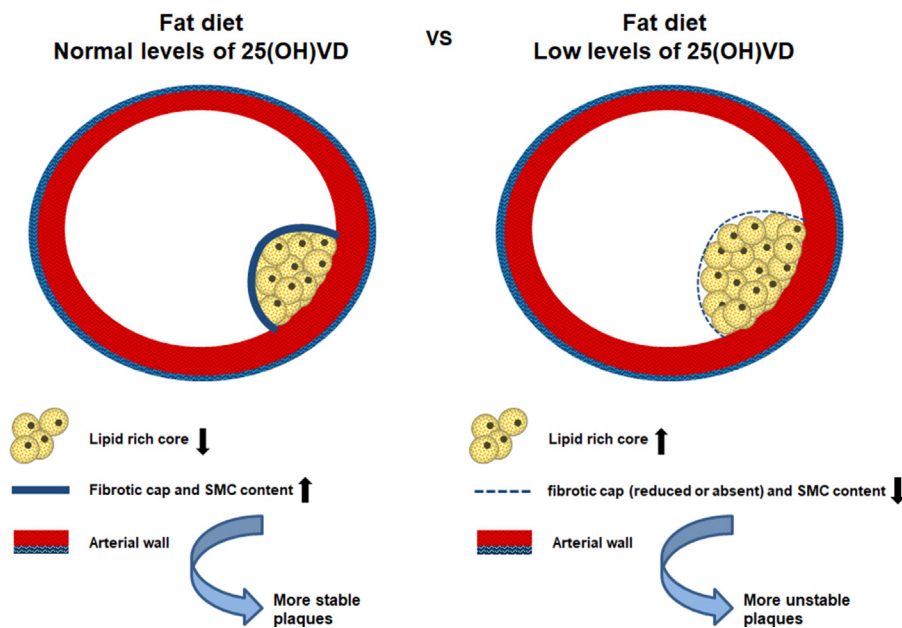 Fat diet
Normal levels of 25(OH)VD
VS
Fat diet
Low levels of 25(OH)VD
Lipid rich core
Fibrotic cap and SMC content
Arterial wall
More stable
plaques
Lipid rich core
fibrotic cap (reduced or absent) and SMC content
Arterial wall
More unstable
plaques